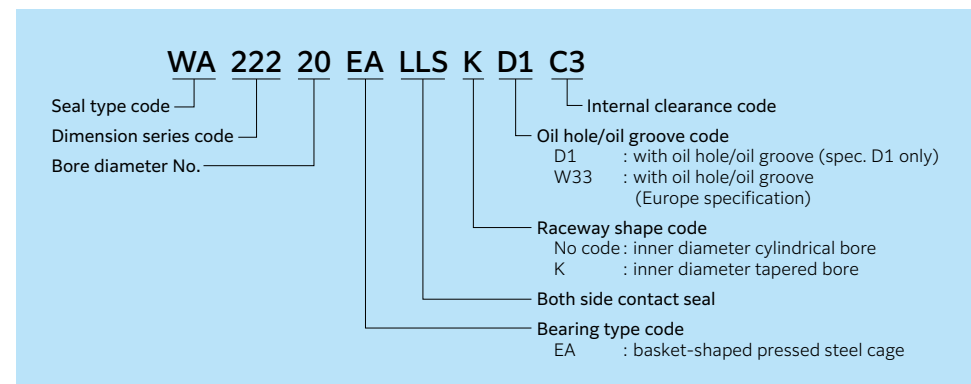 WA 222 20 EA LLS K D1 C3
Seal type code
Dimension series code
Bore diameter No.
Internal clearance code
Oil hole/oil groove code
D1 : with oil hole/oil groove (spec. D1 only)
W33 : with oil hole/oil groove
(Europe specification)
Raceway shape code
No code : inner diameter cylindrical bore
K : inner diameter tapered bore
Both side contact seal
Bearing type code
EA : basket-shaped pressed steel cage